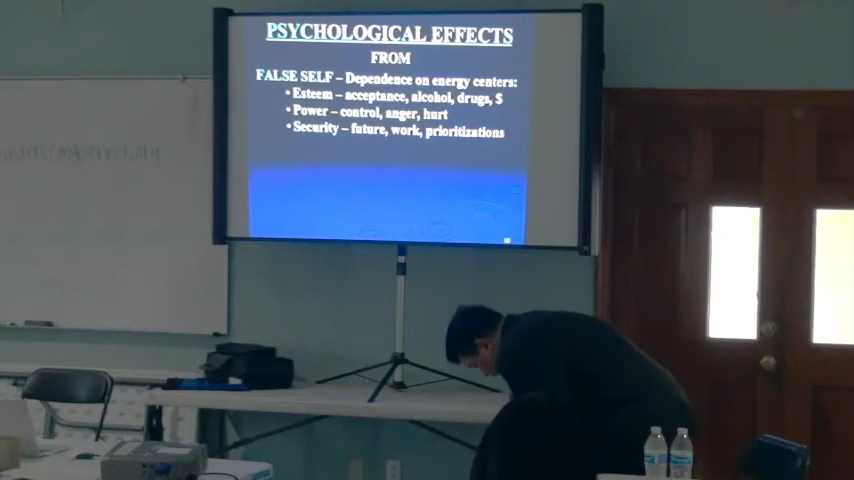 PSYCHOLOGICAL EFFECTS
FROM
FALSE SELF – Dependence on energy centers:
• Esteem – acceptance, alcohol, drugs, $
• Power – control, anger, hurt
• Security – future, work, prioritizations